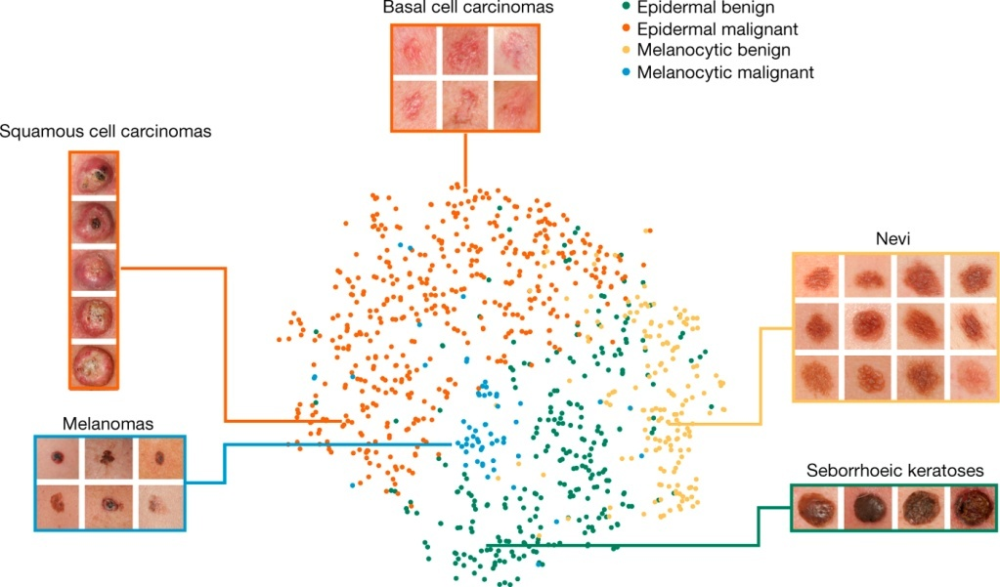 Basal cell carcinomas
Epidermal benign
Epidermal malignant
Melanocytic benign
Melanocytic malignant
Squamous cell carcinomas
Nevi
Melanomas
Seborrhoeic keratoses